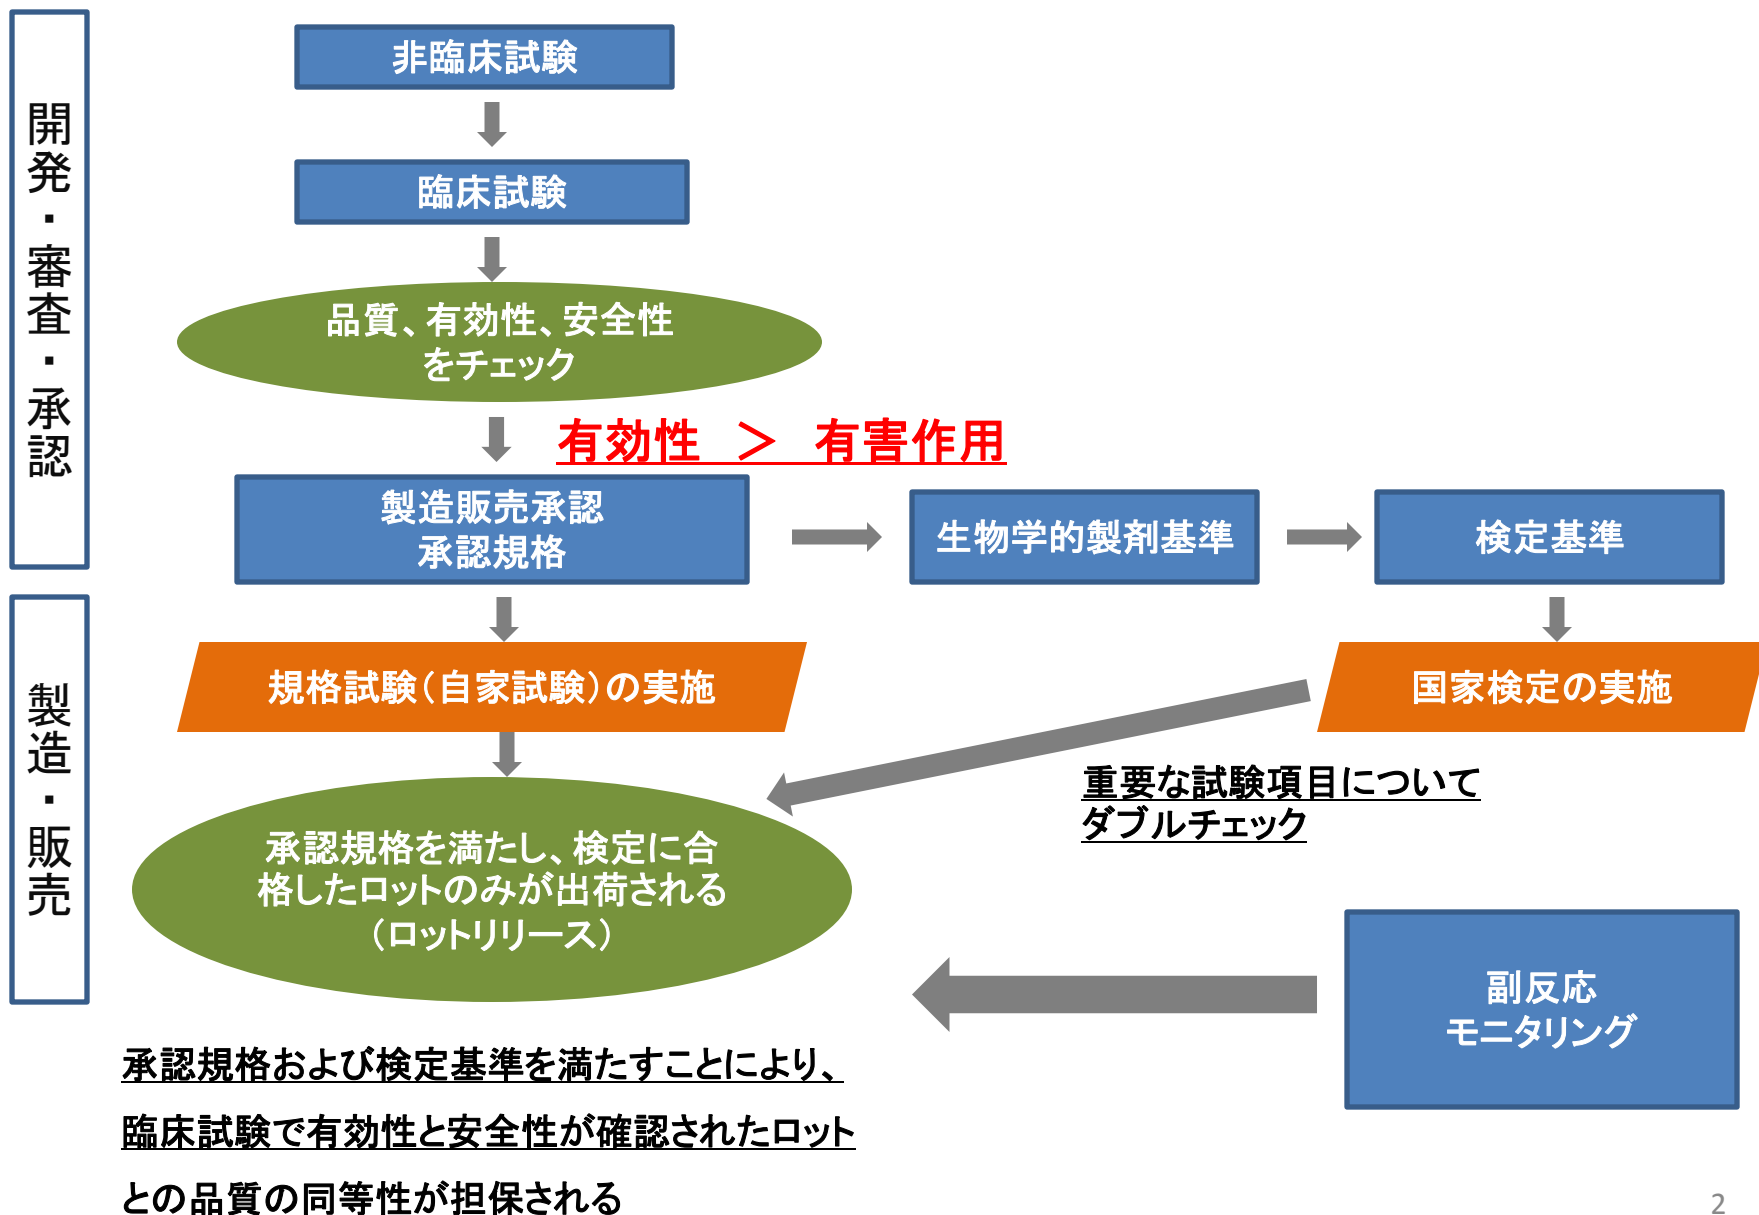 開発・審査・承認
非臨床試験
臨床試験
品質、有効性、安全性
をチェック
有効性 ＞ 有害作用
製造販売承認
承認規格
生物学的製剤基準
検定基準
製造・販売
規格試験（自家試験）の実施
国家検定の実施
重要な試験項目について
ダブルチェック
承認規格を満たし、検定に合
格したロットのみが出荷される
（ロットリリース）
副反応
モニタリング
承認規格および検定基準を満たすことにより、
臨床試験で有効性と安全性が確認されたロット
との品質の同等性が担保される
2